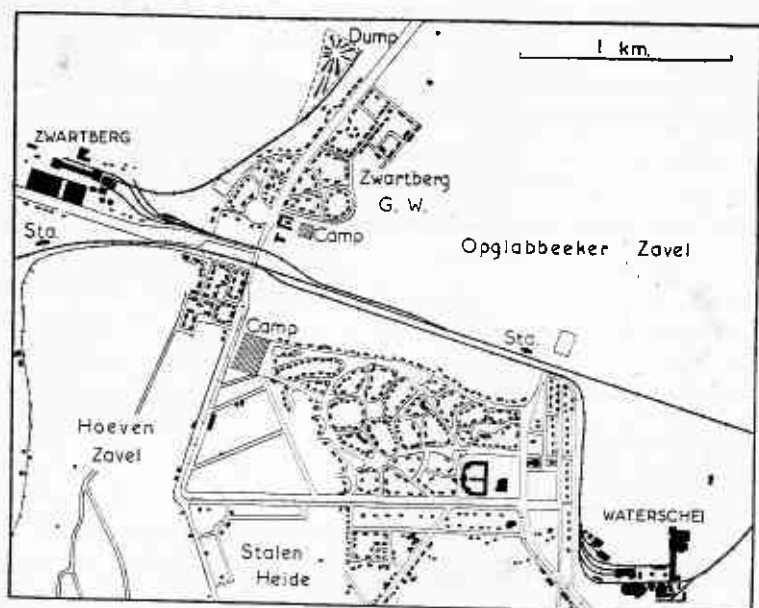 Dump
1 km.
ZWARTBERG
Zwartberg
G. W.
Sta.
Camp
Opglabbeeker Zavel
Camp
Sta.
Hoeven
Zavel
WATERSCHEI
Stalen
Heide